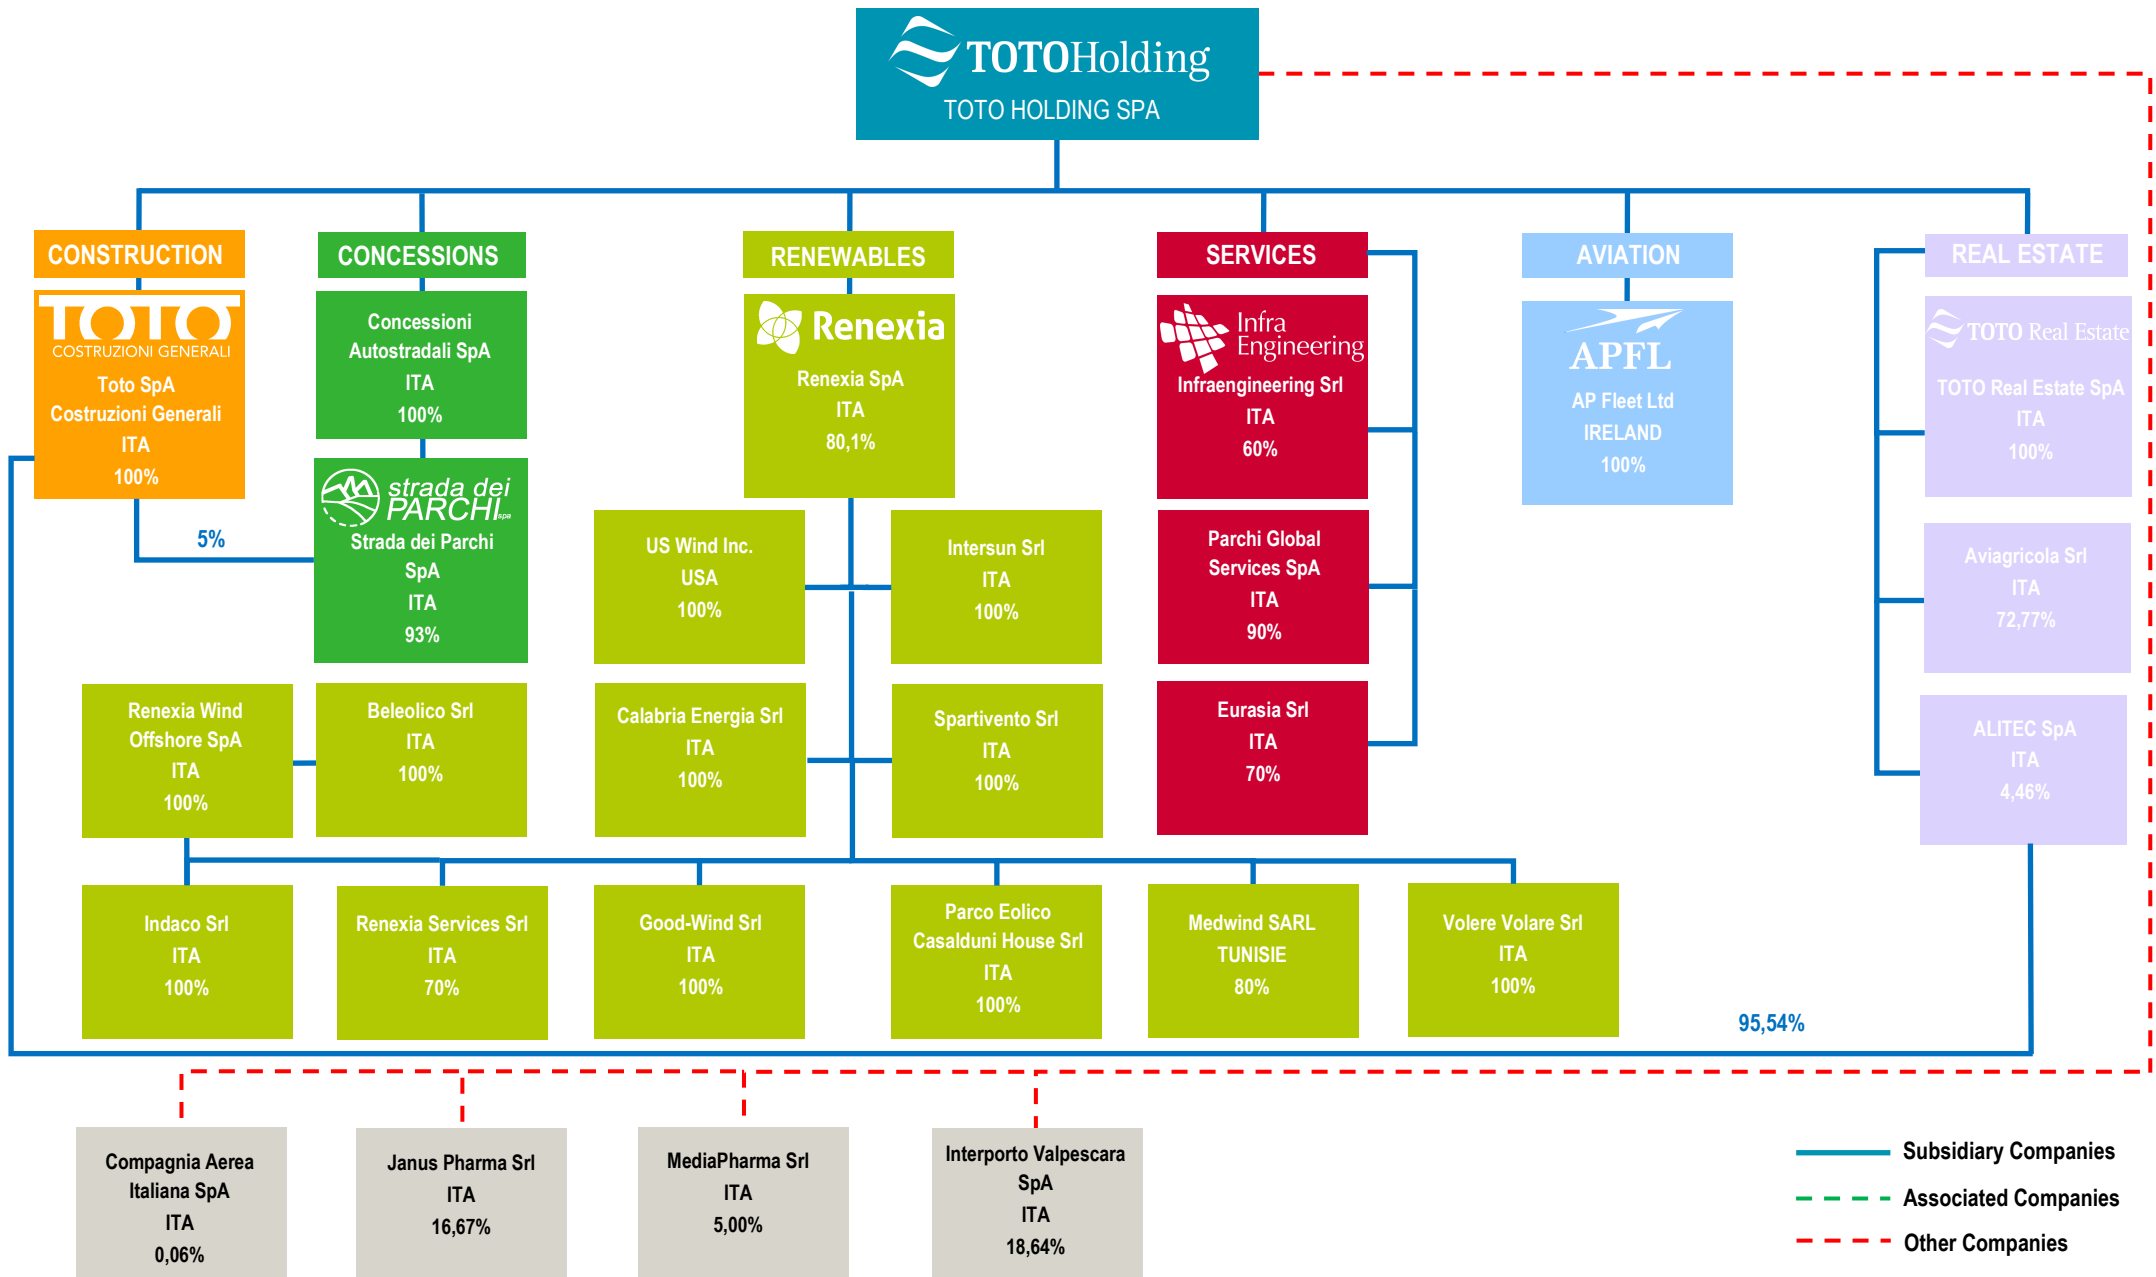 TOTOHolding
TOTO HOLDING SPA
CONSTRUCTION
TOTO
COSTRUZIONI GENERALI
Toto SpA
Costruzioni Generali
ITA
100%
5%
CONCESSIONS
Concessioni
Autostradali SpA
ITA
100%
strada dei
PARCHI spa
Strada dei Parchi
SpA
ITA
93%
RENEWABLES
Renexia
Renexia SpA
ITA
80,1%
US Wind Inc.
USA
100%
Intersun Srl
ITA
100%
Calabria Energia Srl
ITA
100%
Spartivento Srl
ITA
100%
Renexia Wind
Offshore SpA
ITA
100%
Beleolico Srl
ITA
100%
SERVICES
Infra
Engineering
Infraengineering Srl
ITA
60%
Parchi Global
Services SpA
ITA
90%
Eurasia Srl
ITA
70%
AVIATION
APFL
AP Fleet Ltd
IRELAND
100%
REAL ESTATE
TOTO Real Estate
TOTO Real Estate SpA
ITA
100%
Aviagricola Srl
ITA
72,77%
ALITEC SpA
ITA
4,46%
Indaco Srl
ITA
100%
Renexia Services Srl
ITA
70%
Good-Wind Srl
ITA
100%
Parco Eolico
Casalduni House Srl
ITA
100%
Medwind SARL
TUNISIE
80%
Volere Volare Srl
ITA
100%
95,54%
Compagnia Aerea
Italiana SpA
ITA
0,06%
Janus Pharma Srl
ITA
16,67%
MediaPharma Srl
ITA
5,00%
Interporto Valpescara
SpA
ITA
18,64%
Subsidiary Companies
Associated Companies
Other Companies